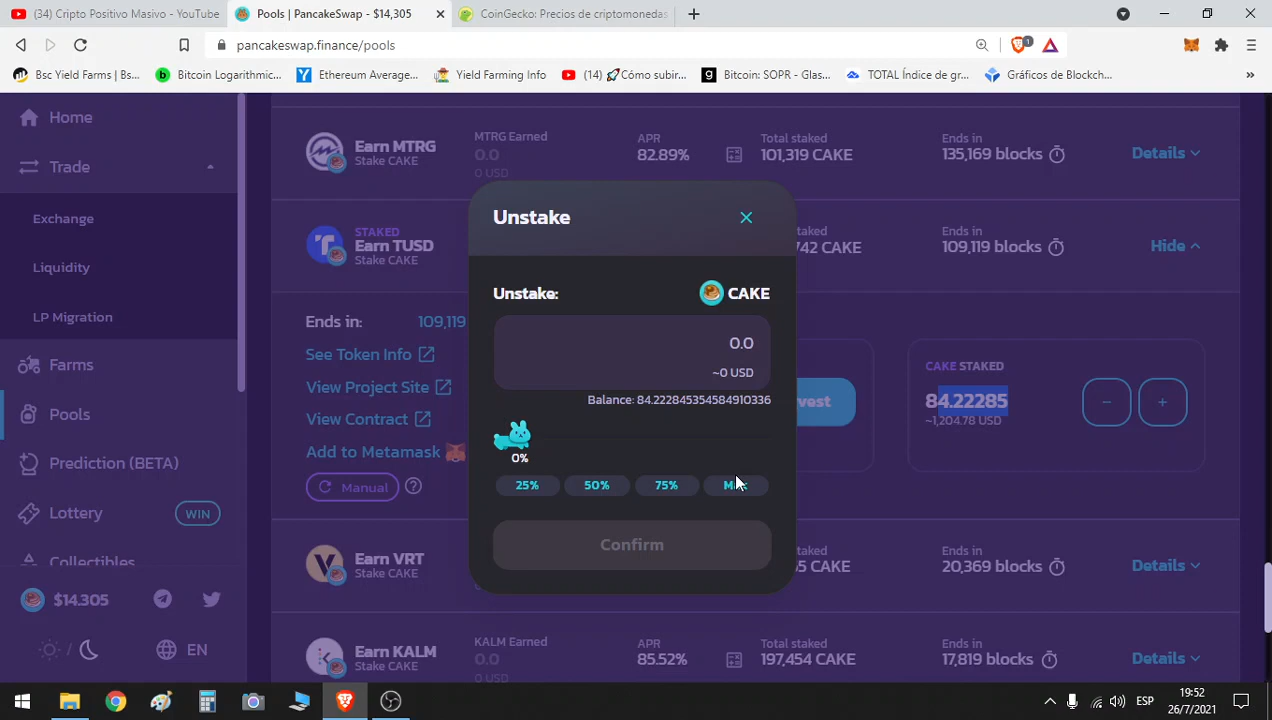 (34) Cripto Positivo Masivo - YouTube
Pools | PancakeSwap - $14,305
CoinGecko: Precios de criptomonedas
pancakeswap.finance/pools
1
Bsc Yield Farms | Bs...
Bitcoin Logarithmic...
Ethereum Average...
Yield Farming Info
(14) 🚀Cómo subir...
Bitcoin: SOPR - Glas...
TOTAL Índice de gr...
Gráficos de Blockch...
»
Home
Trade
Exchange
Liquidity
LP Migration
Farms
Pools
Prediction (BETA)
Lottery
WIN
Collectibles
$14.305
/
EN
Earn MTRG
Stake CAKE
MTRG Earned
0.0
0 USD
APR
82.89%
Total staked
101,319 CAKE
Ends in
135,169 blocks
Details
STAKED
Earn TUSD
Stake CAKE
742 CAKE
Ends in
109,119 blocks
Hide
Ends in:
109,119
See Token Info
View Project Site
View Contract
Add to Metamask
Manual
?
Unstake
Unstake:
CAKE
0.0
~0 USD
Balance: 84.222845354584910336
0%
25%
50%
75%
Confirm
CAKE STAKED
84.22285
~1,204.78 USD
−
+
Earn VRT
Stake CAKE
CAKE
Ends in
20,369 blocks
Details
Earn KALM
Stake CAKE
KALM Earned
0.0
0 USD
APR
85.52%
Total staked
197,454 CAKE
Ends in
17,819 blocks
Details
ESP
19:52
26/7/2021